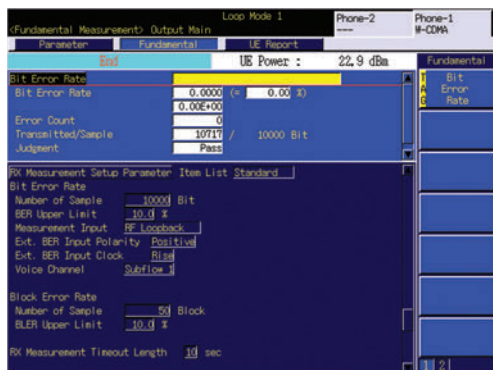 Loop Mode 1
Phone-2
Phone-1
<Fundamental Measurement> Output Main
----
W-CDMA
Parameter
Fundamental
UE Report
End
UE Power :
22.9 dBm
Fundamental
Bit Error Rate
Bit Error Rate
0.0000 (= 0.00 %)
0.00E+00
Error Count
0
Transmitted/Sample
10717 / 10000 Bit
Judgment
Pass
TAG
Bit
Error
Rate
RX Measurement Setup Parameter Item List Standard
Bit Error Rate
Number of Sample 10000 Bit
BER Upper Limit 10.0 %
Measurement Input RF Loopback
Ext. BER Input Polarity Positive
Ext. BER Input Clock Rise
Voice Channel Subflow 1
Block Error Rate
Number of Sample 50 Block
BLER Upper Limit 10.0 %
RX Measurement Timeout Length 10 sec
1 2